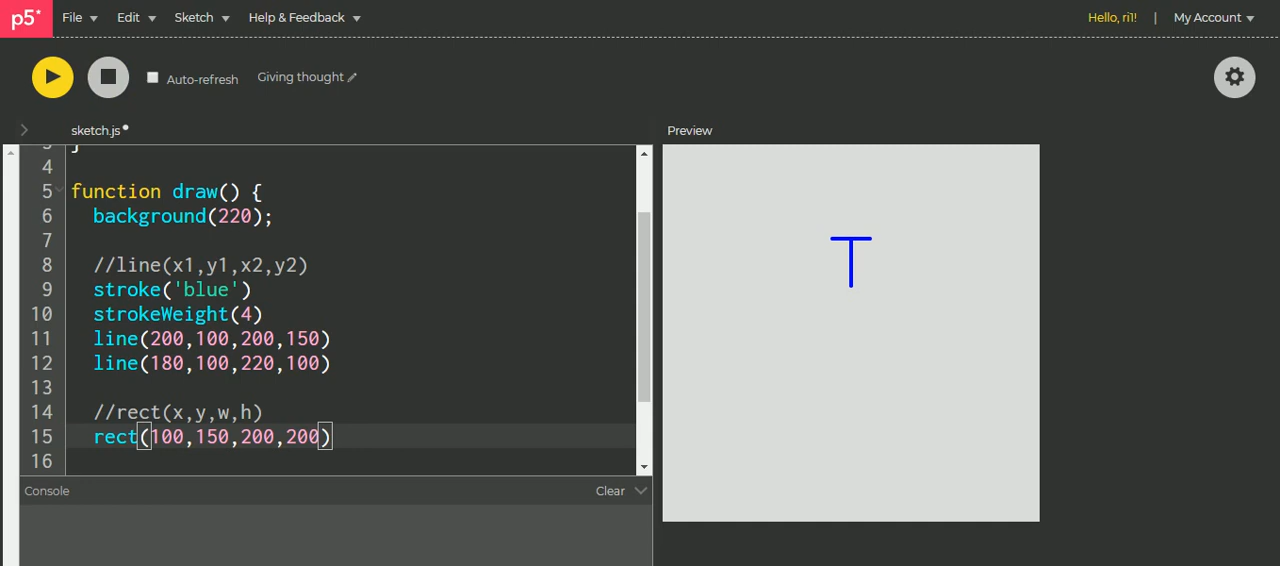 p5* File Edit Sketch Help & Feedback Hello, ri1! | My Account
Auto-refresh Giving thought
sketch.js Preview
4
5 function draw() {
6 background(220);
7
8 //line(x1,y1,x2,y2)
9 stroke('blue')
10 strokeWeight(4)
11 line(200,100,200,150)
12 line(180,100,220,100)
13
14 //rect(x,y,w,h)
15 rect(100,150,200,200)
16
Console Clear